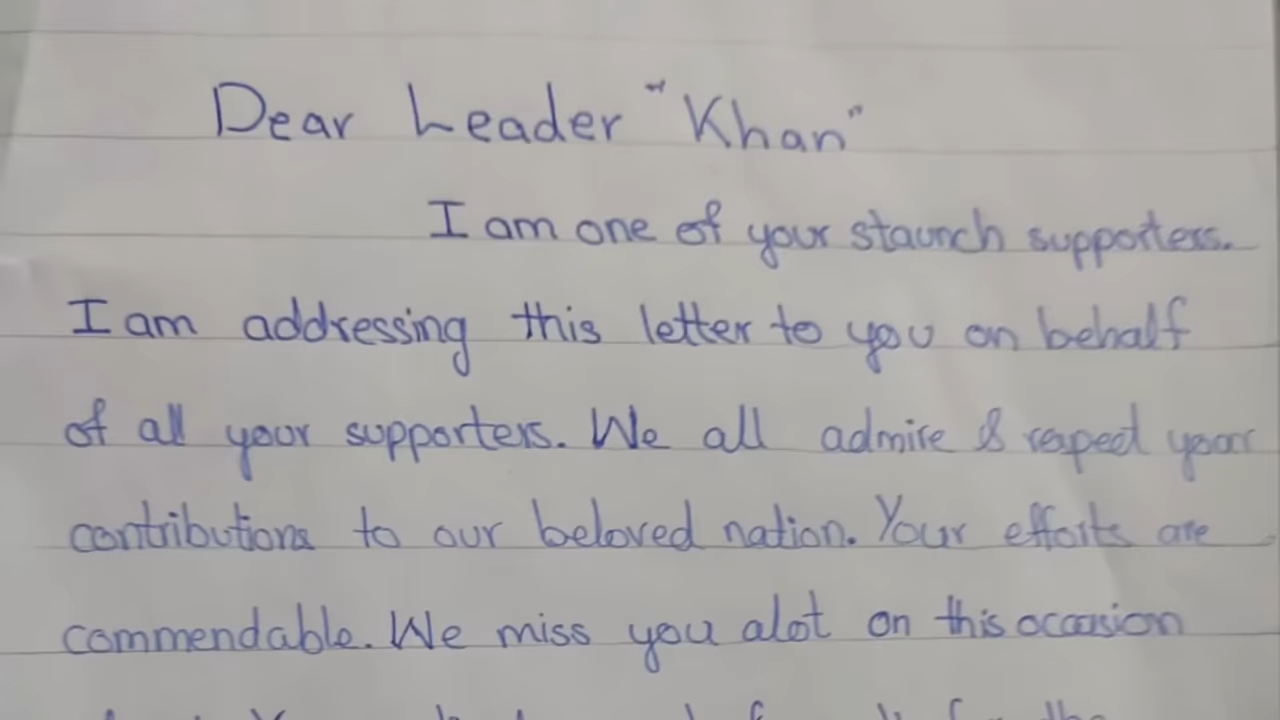 Dear Leader "Khan"
I am one of your staunch supporters.
I am addressing this letter to you on behalf
of all your supporters. We all admire & respect your
contributions to our beloved nation. Your efforts are
commendable. We miss you alot on this occasion